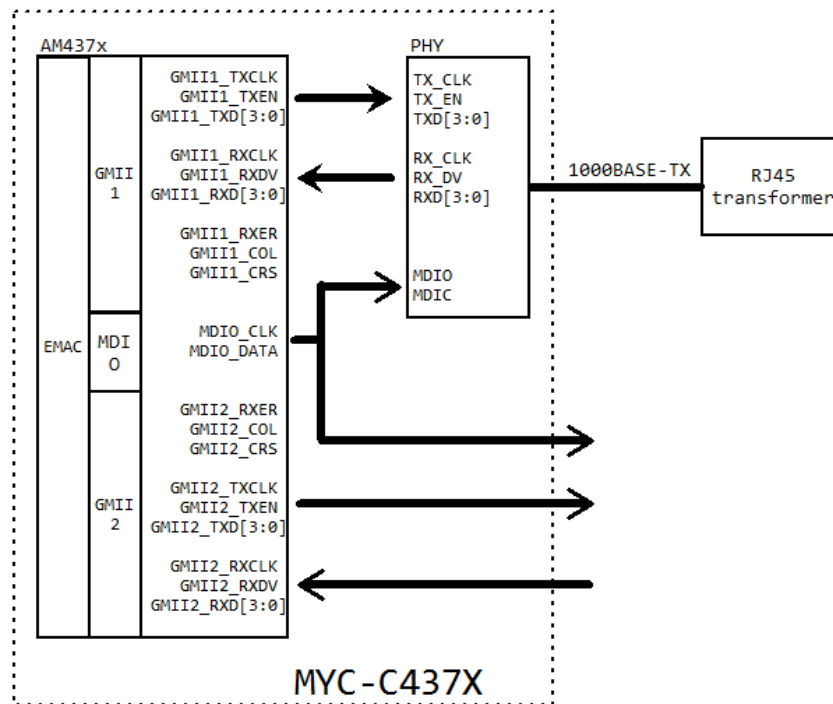 AM437x
PHY
GMII1_TXCLK
GMII1_TXEN
GMII1_TXD[3:0]
TX_CLK
TX_EN
TXD[3:0]
GMII
1
GMII1_RXCLK
GMII1_RXDV
GMII1_RXD[3:0]
RX_CLK
RX_DV
RXD[3:0]
1000BASE-TX
RJ45
transformer
GMII1_RXER
GMII1_COL
GMII1_CRS
MDIO
MDIC
EMAC
MDI
O
MDIO_CLK
MDIO_DATA
GMII2_RXER
GMII2_COL
GMII2_CRS
GMII
2
GMII2_TXCLK
GMII2_TXEN
GMII2_TXD[3:0]
GMII2_RXCLK
GMII2_RXDV
GMII2_RXD[3:0]
MYC-C437X